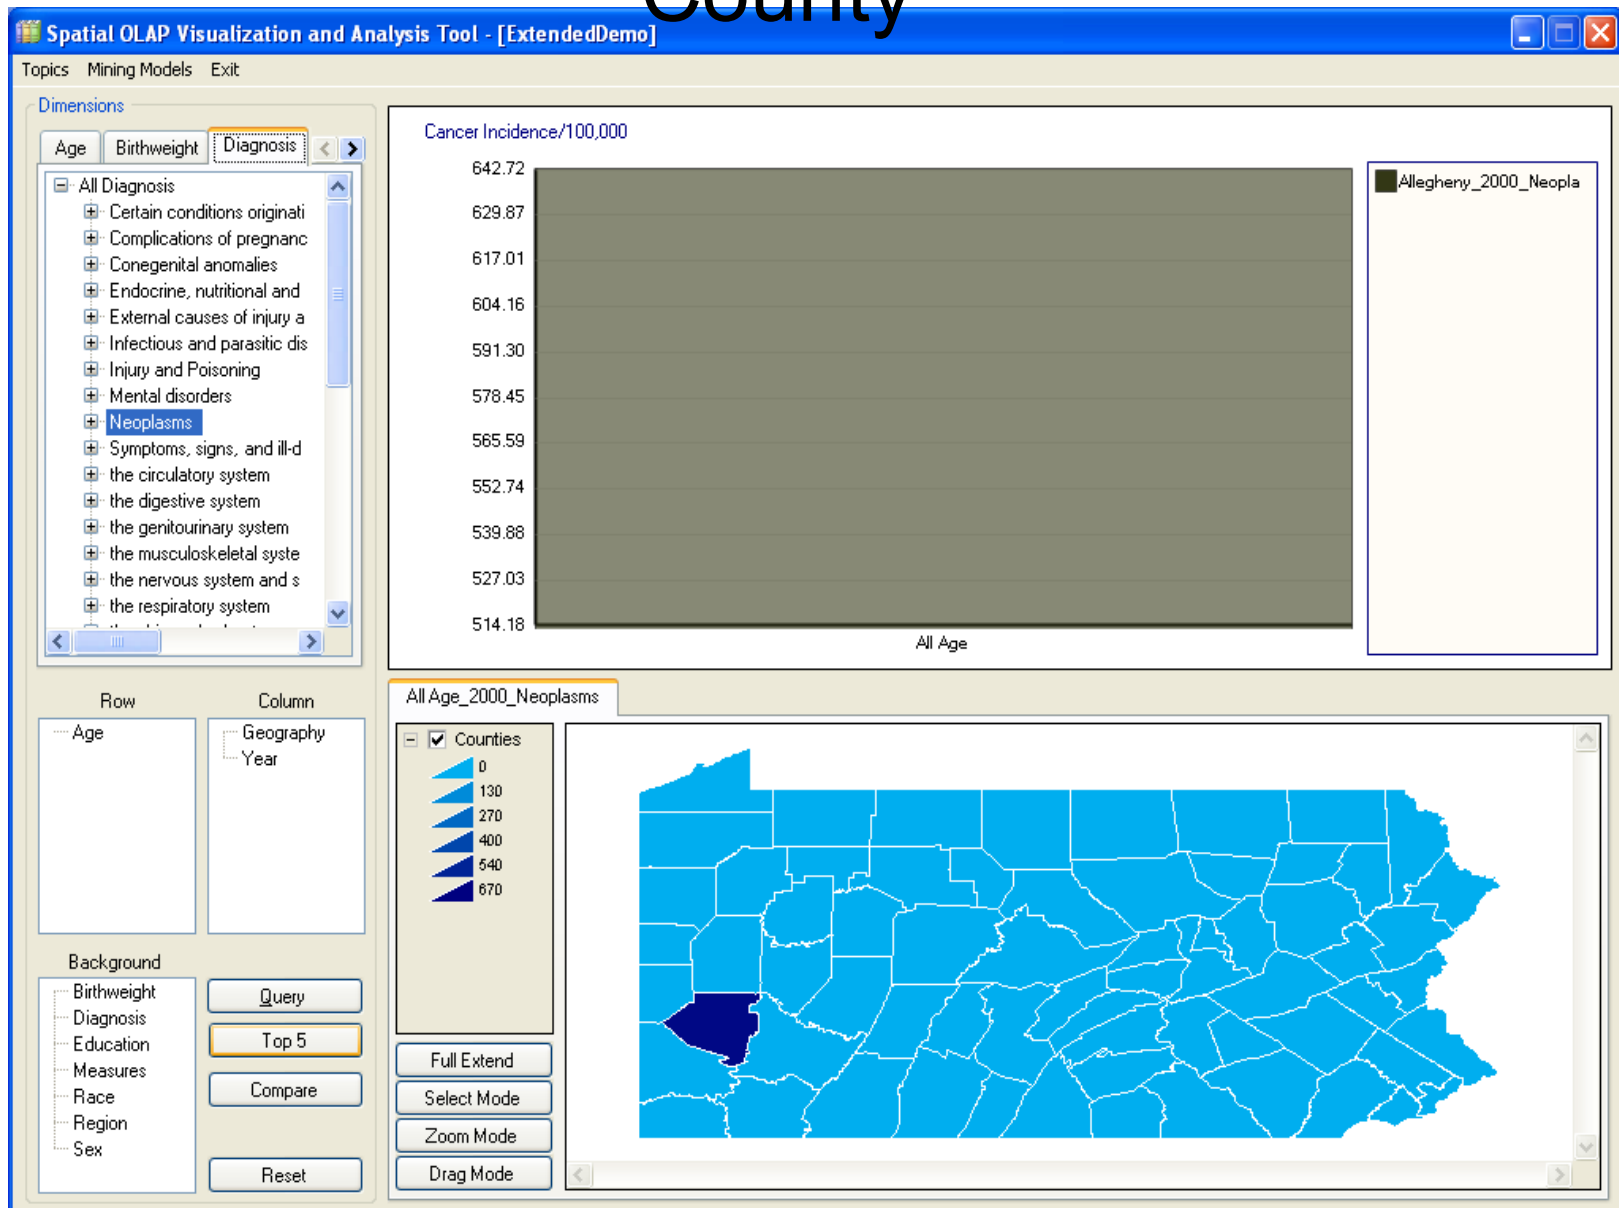 County
Spatial OLAP Visualization and Analysis Tool - [ExtendedDemo]
Topics Mining Models Exit
Dimensions
Age Birthweight Diagnosis
All Diagnosis
Certain conditions originati
Complications of pregnanc
Conegenital anomalies
Endocrine, nutritional and
External causes of injury a
Infectious and parasitic dis
Injury and Poisoning
Mental disorders
Neoplasms
Symptoms, signs, and ill-d
the circulatory system
the digestive system
the genitourinary system
the musculoskeletal syste
the nervous system and s
the respiratory system
Row
Age
Column
Geography
Year
Background
Birthweight
Diagnosis
Education
Measures
Race
Region
Sex
Query
Top 5
Compare
Reset
Cancer Incidence/100,000
642.72
629.87
617.01
604.16
591.30
578.45
565.59
552.74
539.88
527.03
514.18
All Age
Allegheny_2000_Neopla
All Age_2000_Neoplasms
Counties
0
130
270
400
540
670
Full Extend
Select Mode
Zoom Mode
Drag Mode